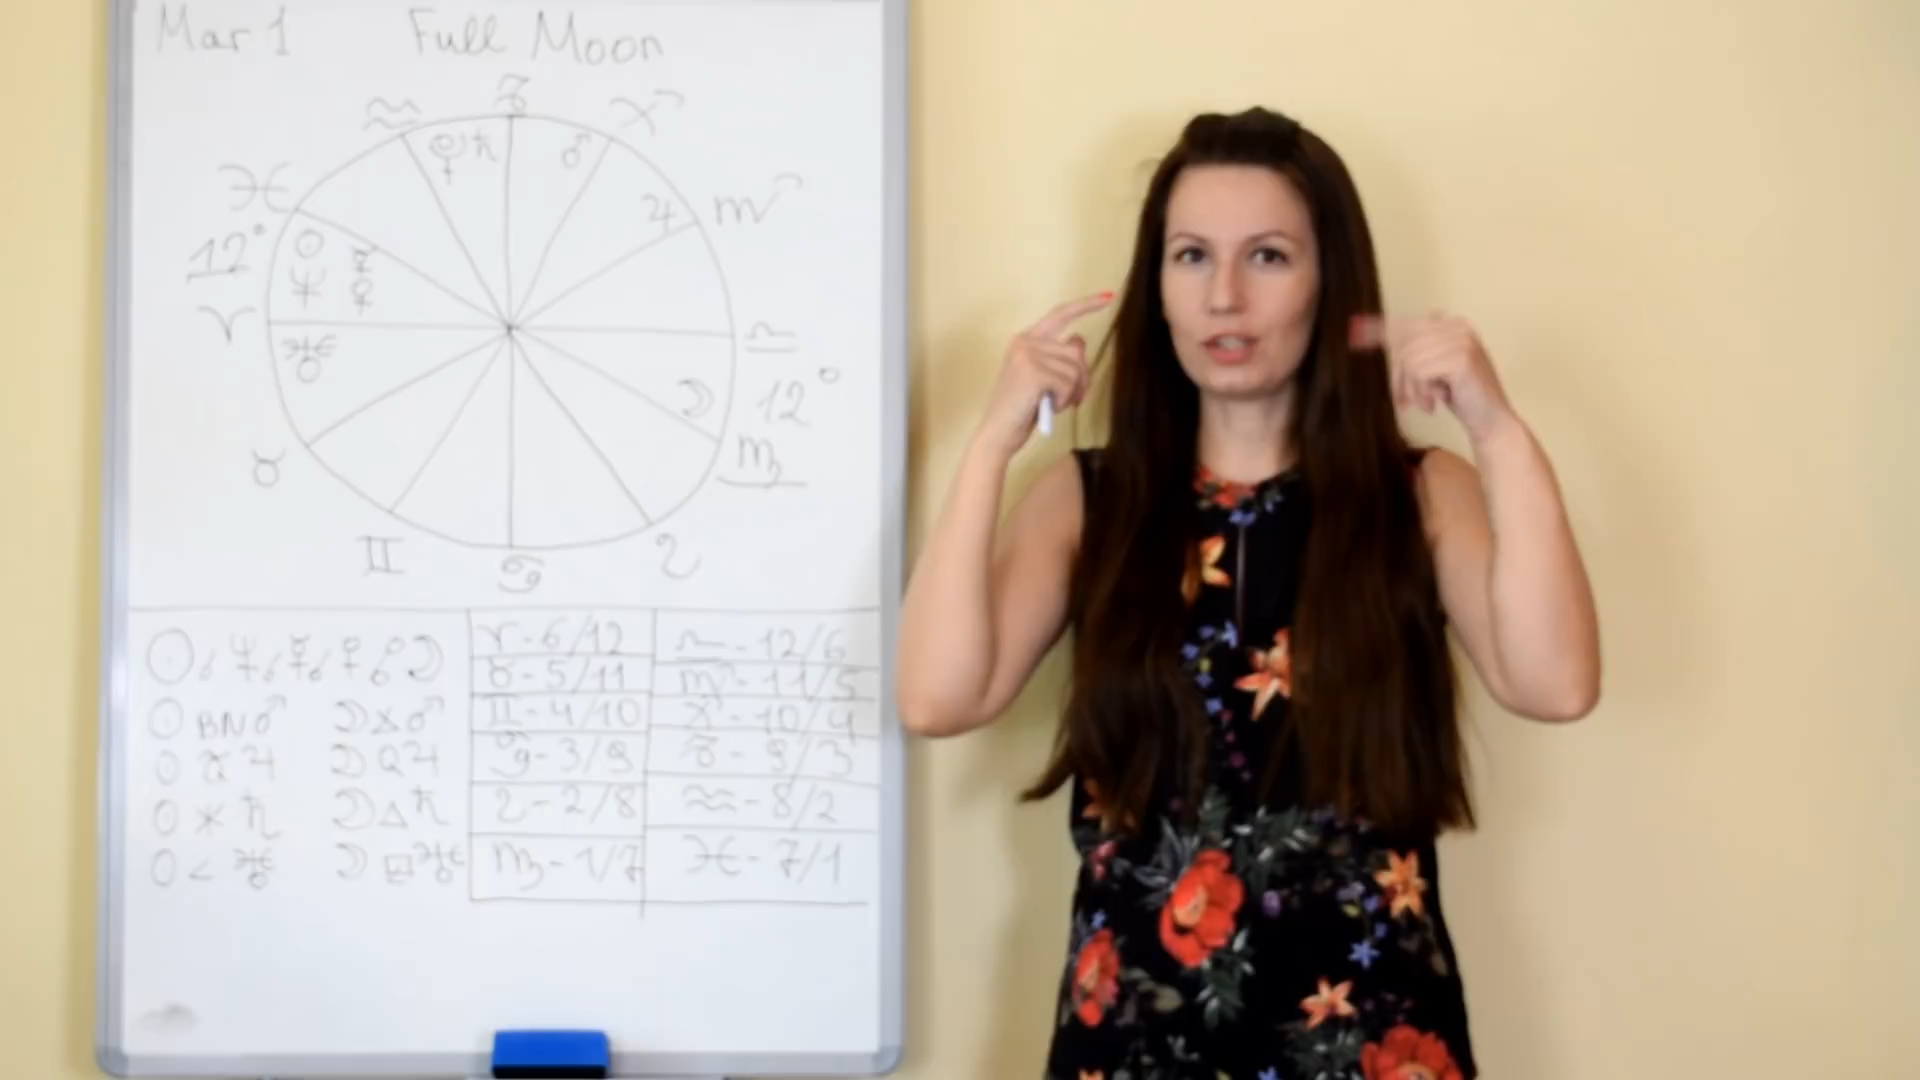 Mar 1 Full Moon
♒ ♑ ♐
♀ ♄ ♂
♓ ♃ ♏
12° ☉ ♆
♈ ♎
♅ ☽ 12°
♉ ♍
♊ ♋ ♌
♈ - 6/12 ♎ - 12/6
♉ - 5/11 ♏ - 11/5
♊ - 4/10 ♐ - 10/4
♋ - 3/9 ♑ - 9/3
♌ - 2/8 ♒ - 8/2
♍ - 1/7 ♓ - 7/1
☉ BN ♂ ☽ ♂
☉ ♃ ☽ Q ♃
☉ ⚹ ♄ ☽ △ ♄
☉ < ♅ ☽ ♅